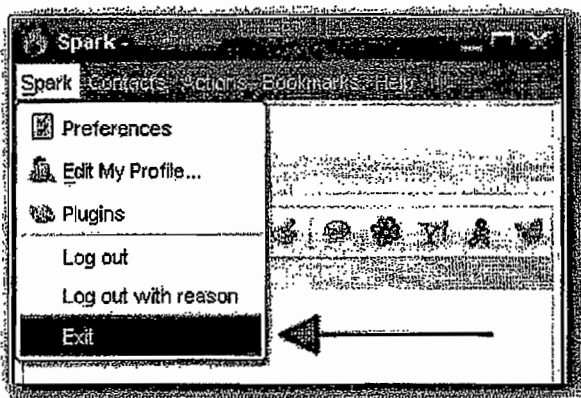 Spark -
Spark Contacts Actions Bookmarks Help
Preferences
Edit My Profile...
Plugins
Log out
Log out with reason
Exit